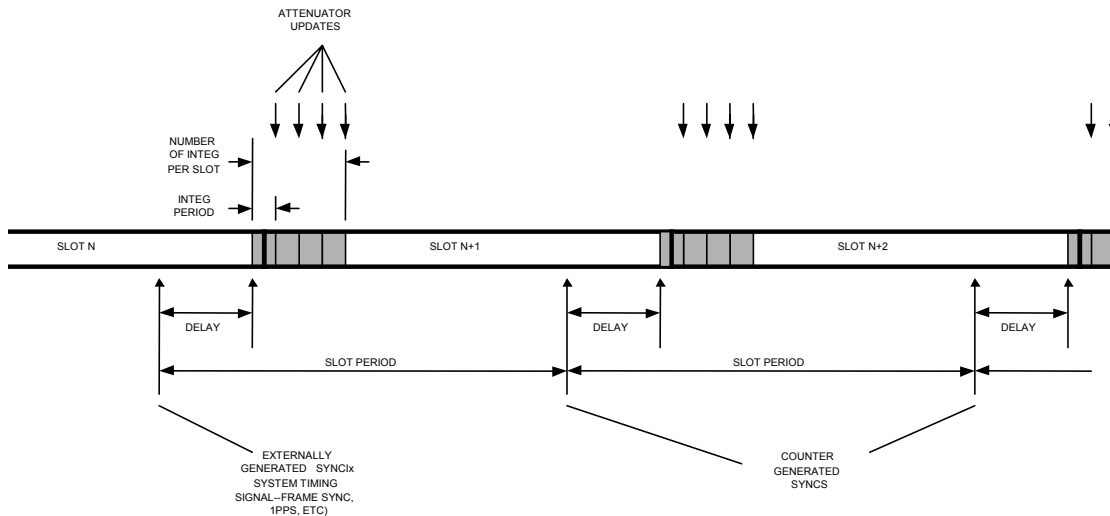 ATTENUATOR
UPDATES
NUMBER
OF INTEG
PER SLOT
INTEG
PERIOD
SLOT N
SLOT N+1
SLOT N+2
DELAY
DELAY
DELAY
SLOT PERIOD
SLOT PERIOD
EXTERNALLY
GENERATED SYNCIx
SYSTEM TIMING
SIGNAL--FRAME SYNC,
1PPS, ETC)
COUNTER
GENERATED
SYNCS